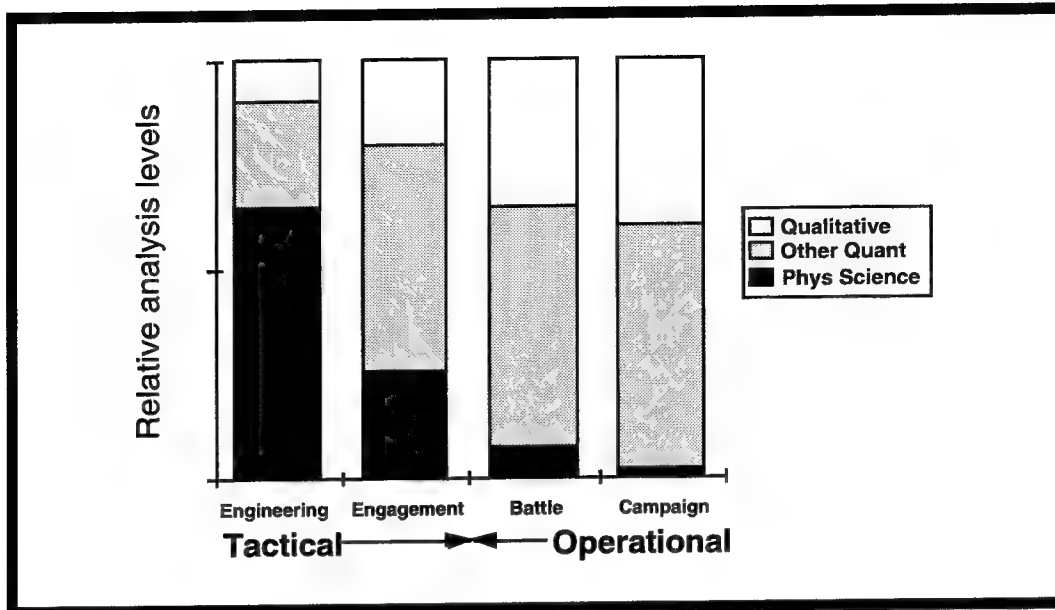 Relative analysis levels
Qualitative
Other Quant
Phys Science
Engineering Engagement Battle Campaign
Tactical Operational